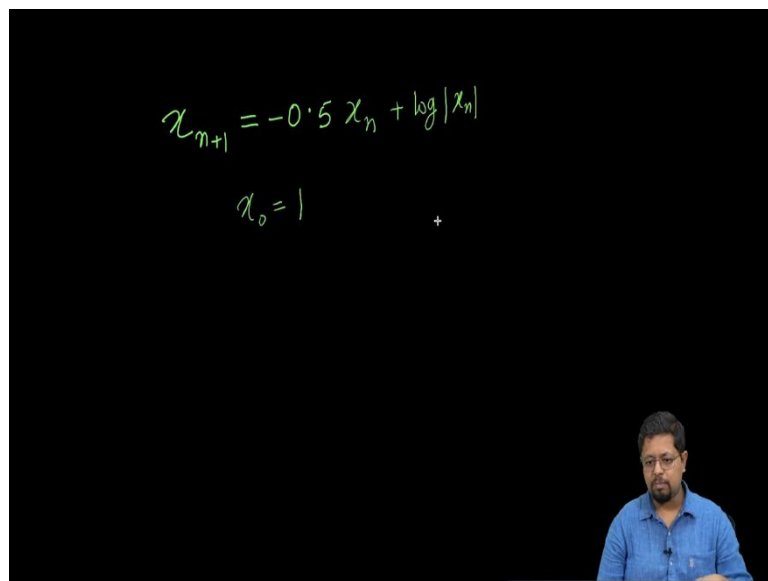 x_{n+1} = -0.5 x_n + log|x_n|
x_0 = 1